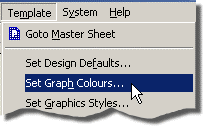 Template System Help
Goto Master Sheet
Set Design Defaults...
Set Graph Colours...
Set Graphics Styles...